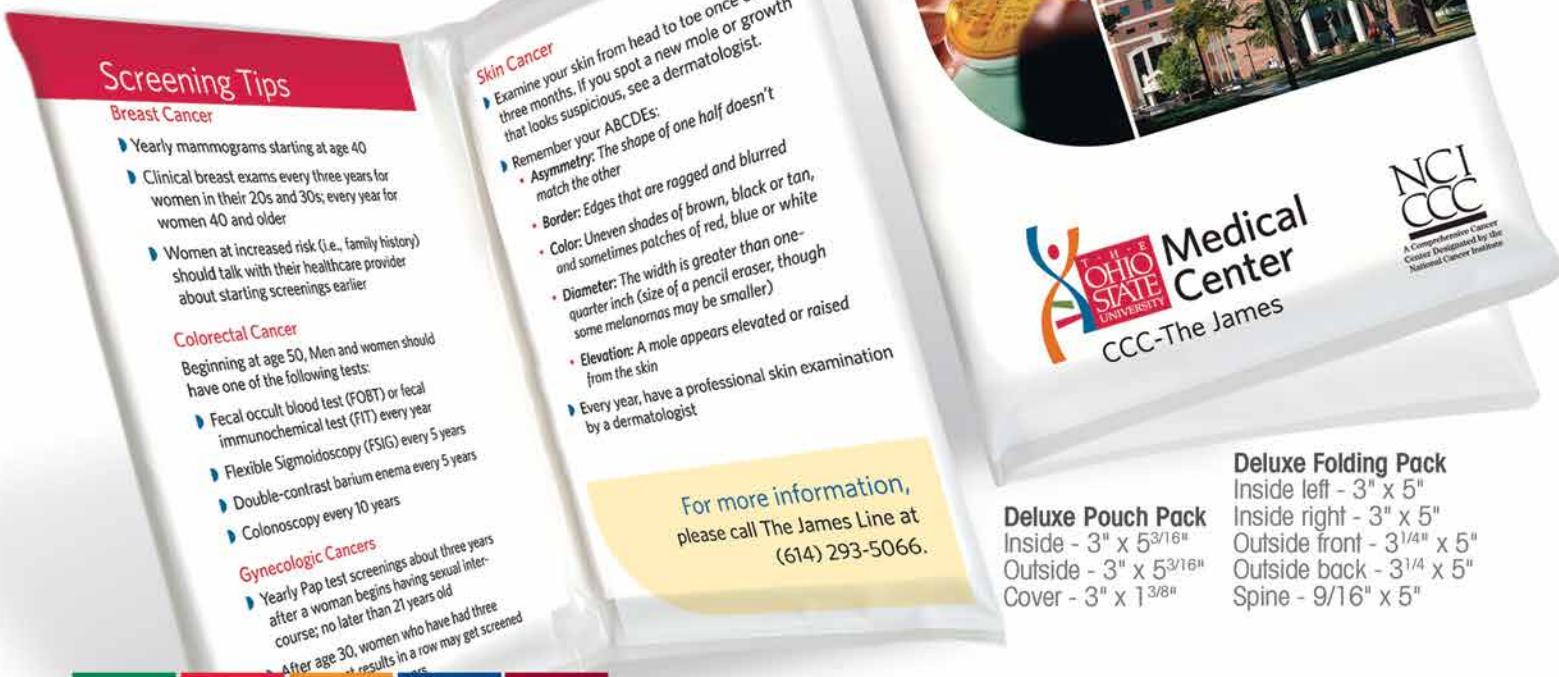 Screening Tips
Breast Cancer
Yearly mammograms starting at age 40
Clinical breast exams every three years for
women in their 20s and 30s; every year for
women 40 and older
Women at increased risk (i.e., family history)
should talk with their healthcare provider
about starting screenings earlier
Colorectal Cancer
Beginning at age 50, Men and women should
have one of the following tests:
Fecal occult blood test (FOBT) or fecal
immunochemical test (FIT) every year
Flexible Sigmoidoscopy (FSIG) every 5 years
Double-contrast barium enema every 5 years
Colonoscopy every 10 years
Gynecologic Cancers
Yearly Pap test screenings about three years
after a woman begins having sexual inter-
course; no later than 21 years old
After age 30, women who have had three
results in a row may get screened
Skin Cancer
Examine your skin from head to toe once
three months. If you spot a new mole or growth
that looks suspicious, see a dermatologist.
Remember your ABCDEs:
• Asymmetry: The shape of one half doesn't
match the other
• Border: Edges that are ragged and blurred
• Color: Uneven shades of brown, black or tan,
and sometimes patches of red, blue or white
• Diameter: The width is greater than one-
quarter inch (size of a pencil eraser, though
some melanomas may be smaller)
• Elevation: A mole appears elevated or raised
from the skin
Every year, have a professional skin examination
by a dermatologist
For more information,
please call The James Line at
(614) 293-5066.
T · H · E
OHIO
STATE
UNIVERSITY
Medical
Center
CCC-The James
NCI
CCC
A Comprehensive Cancer
Center Designated by the
National Cancer Institute
Deluxe Pouch Pack
Inside - 3" x 5 3/16"
Outside - 3" x 5 3/16"
Cover - 3" x 1 3/8"
Deluxe Folding Pack
Inside left - 3" x 5"
Inside right - 3" x 5"
Outside front - 3 1/4" x 5"
Outside back - 3 1/4 x 5"
Spine - 9/16" x 5"